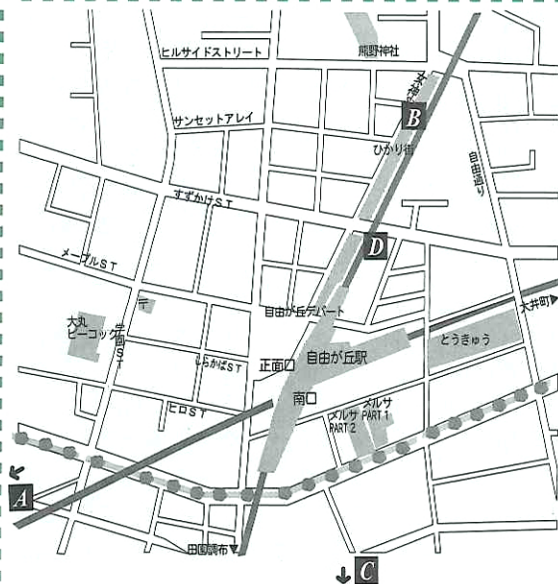 熊野神社
ヒルサイドストリート
女神
B
サンセットアレイ
ひかり街
自由通り
すずかけST
D
メープルST
大井町▶
自由が丘デパート
大丸
ピーコック
学園ST
正面口
自由が丘駅
とうきゅう
しらかばST
南口
メルサ
PART 1
メルサ
PART 2
ヒロST
A
田園調布▼
C